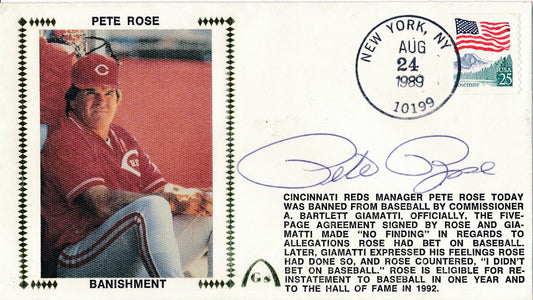 PETE ROSE
BANISHMENT
NEW YORK, NY
AUG
24
1989
10199
Yosemite
USA
25
Pete Rose
CINCINNATI REDS MANAGER PETE ROSE TODAY
WAS BANNED FROM BASEBALL BY COMMISSIONER
A. BARTLETT GIAMATTI. OFFICIALLY, THE FIVE-
PAGE AGREEMENT SIGNED BY ROSE AND GIA-
MATTI MADE "NO FINDING" IN REGARDS TO
ALLEGATIONS ROSE HAD BET ON BASEBALL.
LATER, GIAMATTI EXPRESSED HIS FEELINGS ROSE
HAD DONE SO, AND ROSE COUNTERED, "I DIDN'T
BET ON BASEBALL." ROSE IS ELIGIBLE FOR RE-
INSTATEMENT TO BASEBALL IN ONE YEAR AND
TO THE HALL OF FAME IN 1992.